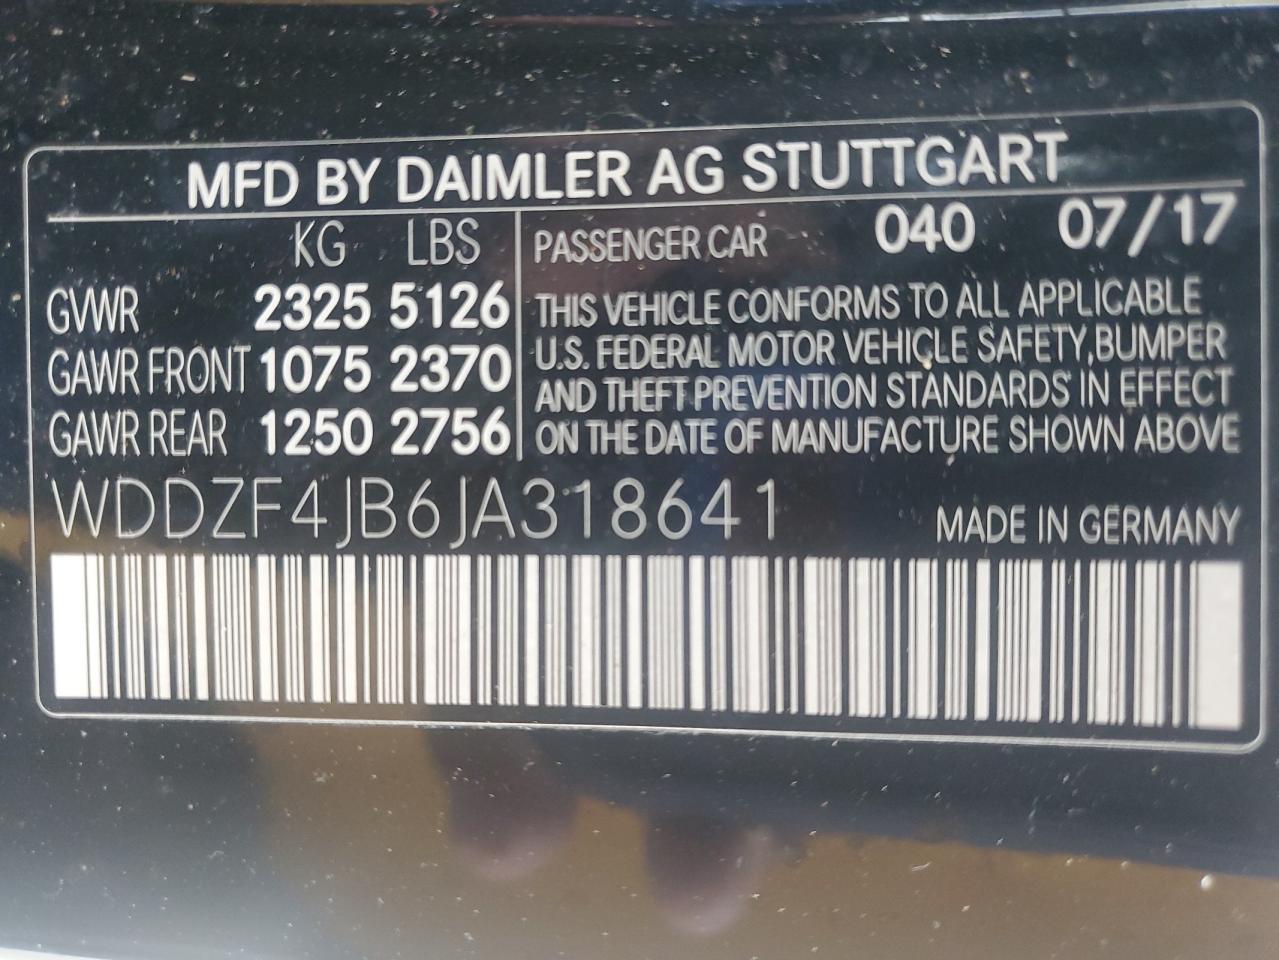 MFD BY DAIMLER AG STUTTGART
KG LBS
GVWR 2325 5126
GAWR FRONT 1075 2370
GAWR REAR 1250 2756
PASSENGER CAR 040 07/17
THIS VEHICLE CONFORMS TO ALL APPLICABLE
U.S. FEDERAL MOTOR VEHICLE SAFETY,BUMPER
AND THEFT PREVENTION STANDARDS IN EFFECT
ON THE DATE OF MANUFACTURE SHOWN ABOVE
WDDZF4JB6JA318641
MADE IN GERMANY